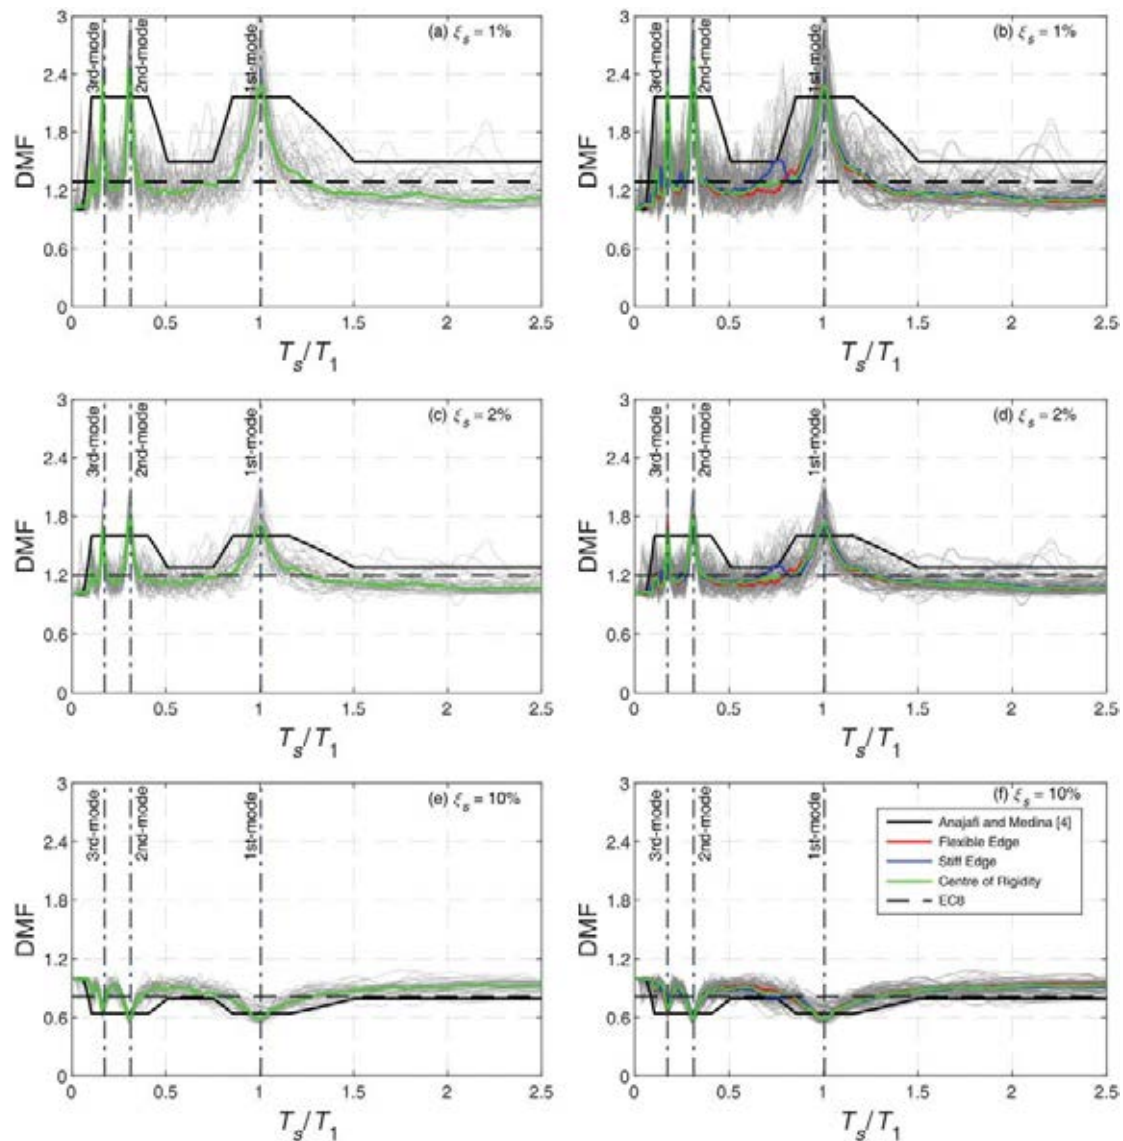 (a) ξs = 1%
3
2.4
1.8
1.2
0.6
0
DMF
3rd-mode
2nd-mode
1st-mode
0 0.5 1 1.5 2 2.5
Ts/T1
(b) ξs = 1%
3
2.4
1.8
1.2
0.6
0
DMF
3rd-mode
2nd-mode
1st-mode
0 0.5 1 1.5 2 2.5
Ts/T1
(c) ξs = 2%
3
2.4
1.8
1.2
0.6
0
DMF
3rd-mode
2nd-mode
1st-mode
0 0.5 1 1.5 2 2.5
Ts/T1
(d) ξs = 2%
3
2.4
1.8
1.2
0.6
0
DMF
3rd-mode
2nd-mode
1st-mode
0 0.5 1 1.5 2 2.5
Ts/T1
(e) ξs = 10%
3
2.4
1.8
1.2
0.6
0
DMF
3rd-mode
2nd-mode
1st-mode
0 0.5 1 1.5 2 2.5
Ts/T1
(f) ξs = 10%
3
2.4
1.8
1.2
0.6
0
DMF
3rd-mode
2nd-mode
1st-mode
Anajafi and Medina [4]
Flexible Edge
Stiff Edge
Centre of Rigidity
EC8
0 0.5 1 1.5 2 2.5
Ts/T1